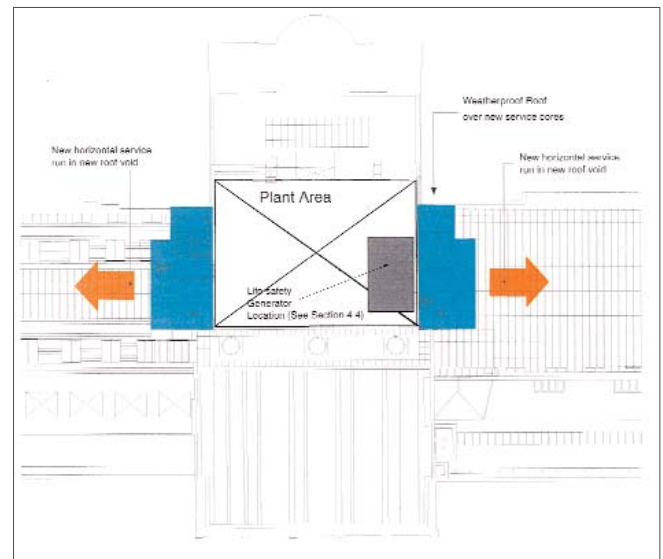 Weatherproof Roof
over new service cores
New horizontal service
run in new roof void
New horizontal service
run in new roof void
Plant Area
Life safety
Generator
Location (See Section 4.4)